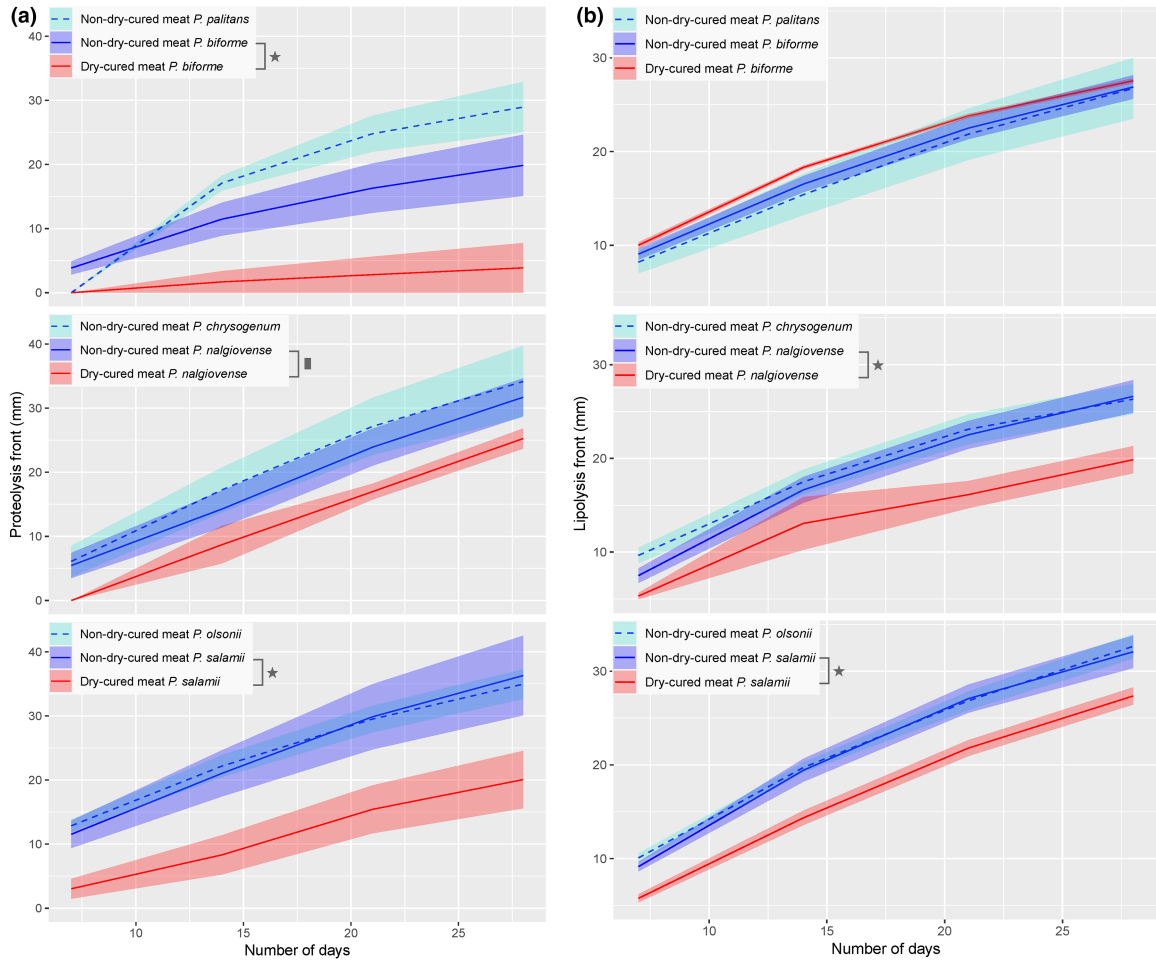 (a)
Proteolysis front (mm)
Non-dry-cured meat P. palitans
Non-dry-cured meat P. biforme
Dry-cured meat P. biforme
40
30
20
10
0
Non-dry-cured meat P. chrysogenum
Non-dry-cured meat P. nalgiovense
Dry-cured meat P. nalgiovense
40
30
20
10
0
Non-dry-cured meat P. olsonii
Non-dry-cured meat P. salamii
Dry-cured meat P. salamii
40
30
20
10
0
10 15 20 25
Number of days
(b)
Lipolysis front (mm)
Non-dry-cured meat P. palitans
Non-dry-cured meat P. biforme
Dry-cured meat P. biforme
30
20
10
Non-dry-cured meat P. chrysogenum
Non-dry-cured meat P. nalgiovense
Dry-cured meat P. nalgiovense
30
20
10
Non-dry-cured meat P. olsonii
Non-dry-cured meat P. salamii
Dry-cured meat P. salamii
30
20
10
10 15 20 25
Number of days